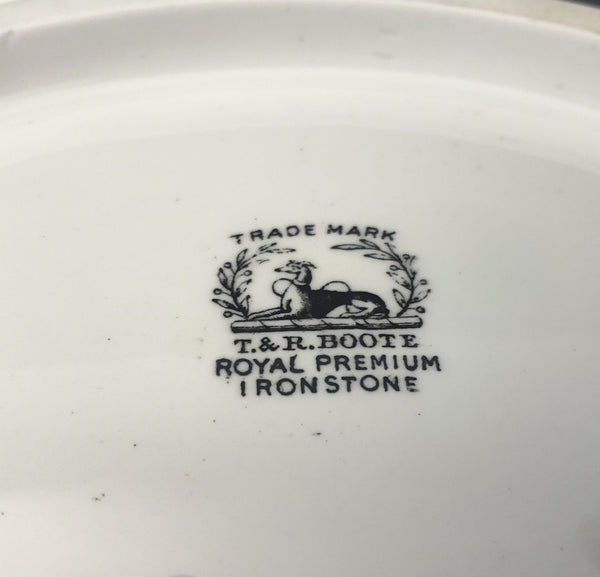 TRADE MARK
T. & R. BOOTE
ROYAL PREMIUM
IRONSTONE